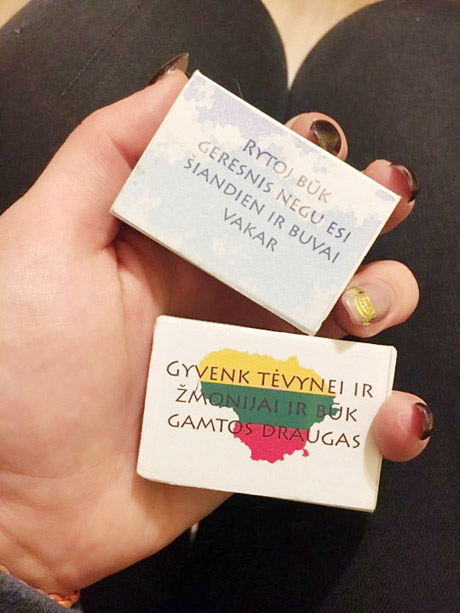 RYTOJ BŪK
GERESNIS NEGU ESI
ŠIANDIEN IR BUVAI
VAKAR
GYVENK TĖVYNEI IR
ŽMONIJAI IR BŪK
GAMTOS DRAUGAS